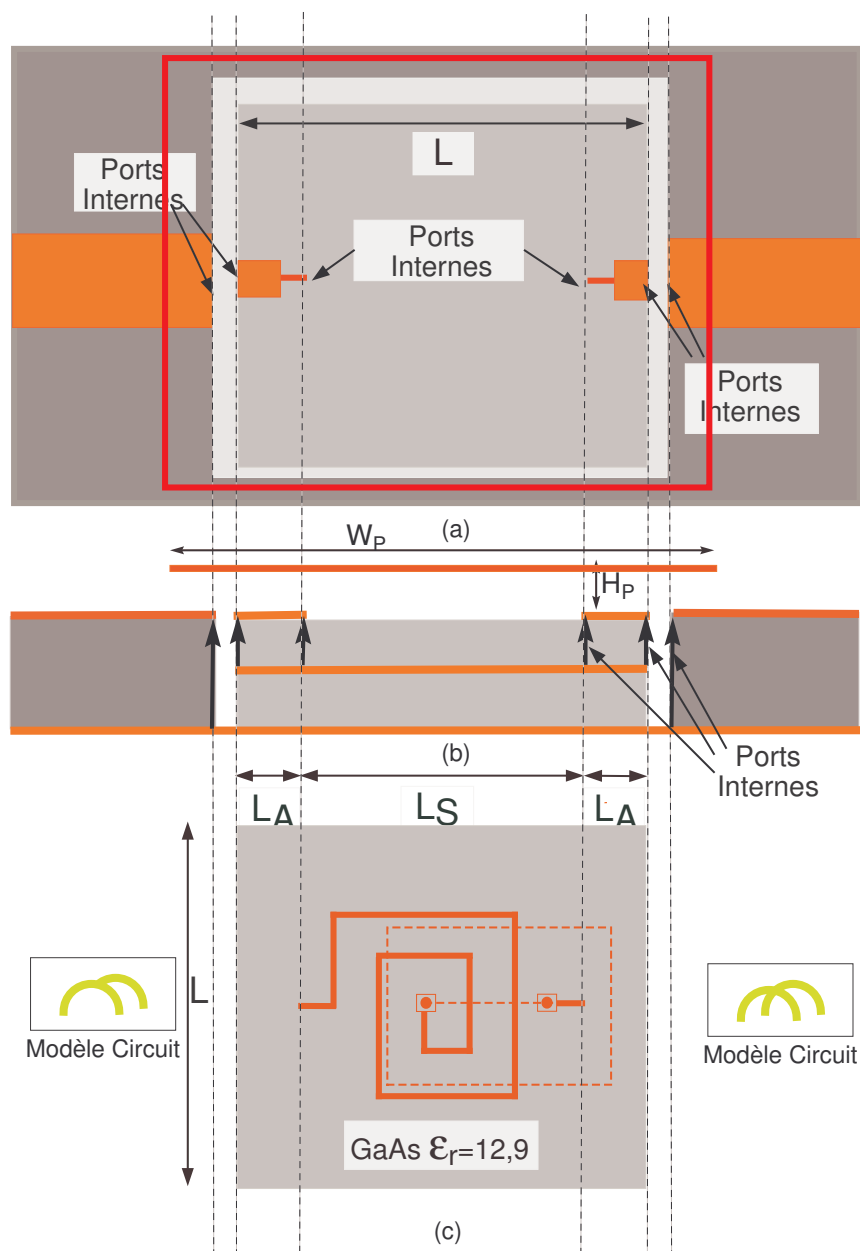 L
Ports
Internes
Ports
Internes
Ports
Internes
(a)
WP
HP
(b)
Ports
Internes
LA
LS
LA
L
Modèle Circuit
Modèle Circuit
GaAs Ɛr=12,9
(c)